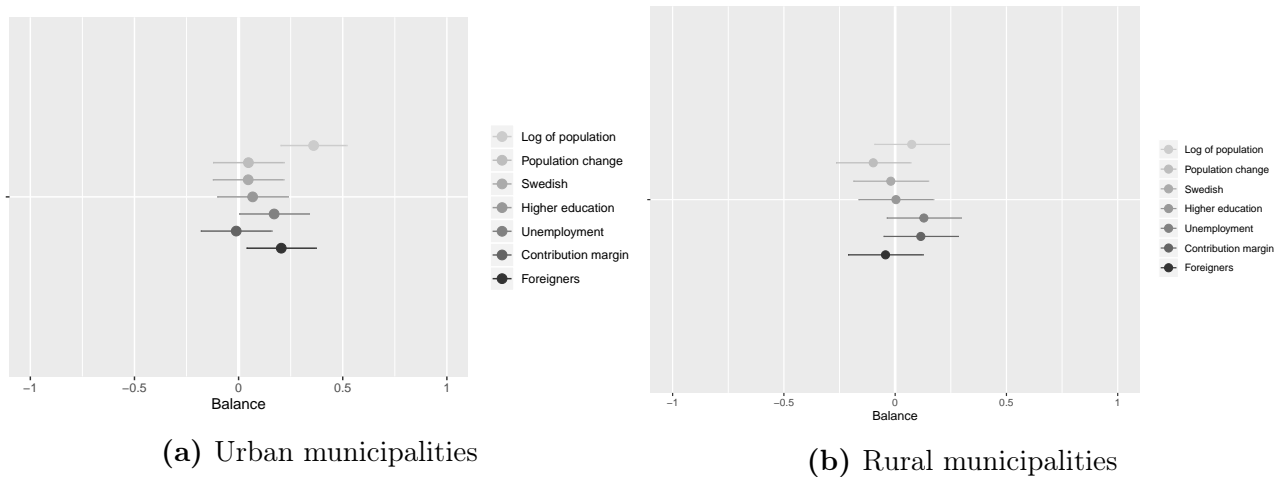 Log of population
Population change
Swedish
Higher education
Unemployment
Contribution margin
Foreigners
−1
−0.5
0
0.5
1
Balance
(a) Urban municipalities
Log of population
Population change
Swedish
Higher education
Unemployment
Contribution margin
Foreigners
−1
−0.5
0
0.5
1
Balance
(b) Rural municipalities